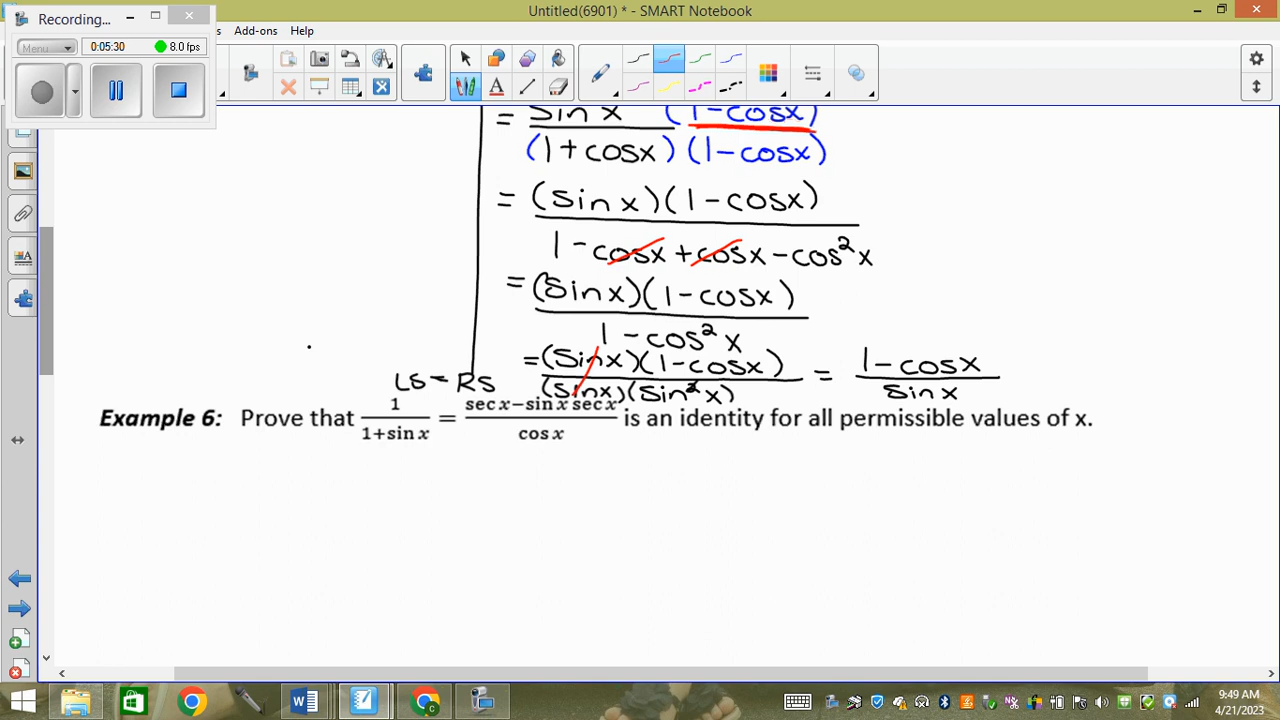 Untitled(6901) * - SMART Notebook
Recording...
Add-ons Help
Menu 0:05:30 8.0 fps
= sin x (1-cosx)
(1+cosx) (1-cosx)
= (sin x)(1-cosx)
1-cosx+cosx-cos²x
= (sinx)(1-cosx)
1-cos²x
= (sinx)(1-cosx) = 1-cosx
(sinx)(sin²x) sinx
LS = RS
Example 6: Prove that 1/(1+sin x) = (sec x−sin x sec x)/cos x is an identity for all permissible values of x.
9:49 AM
4/21/2023